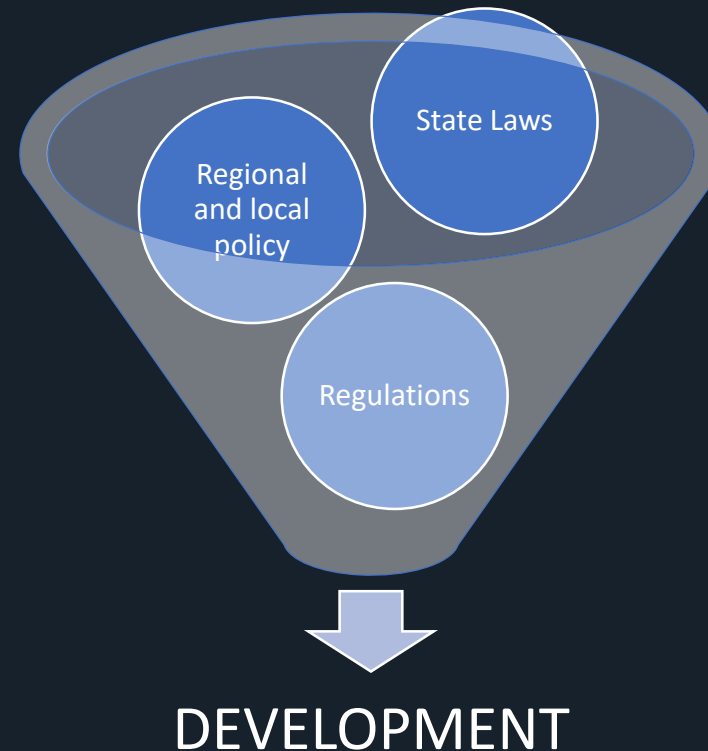 State Laws
Regional
and local
policy
Regulations
DEVELOPMENT